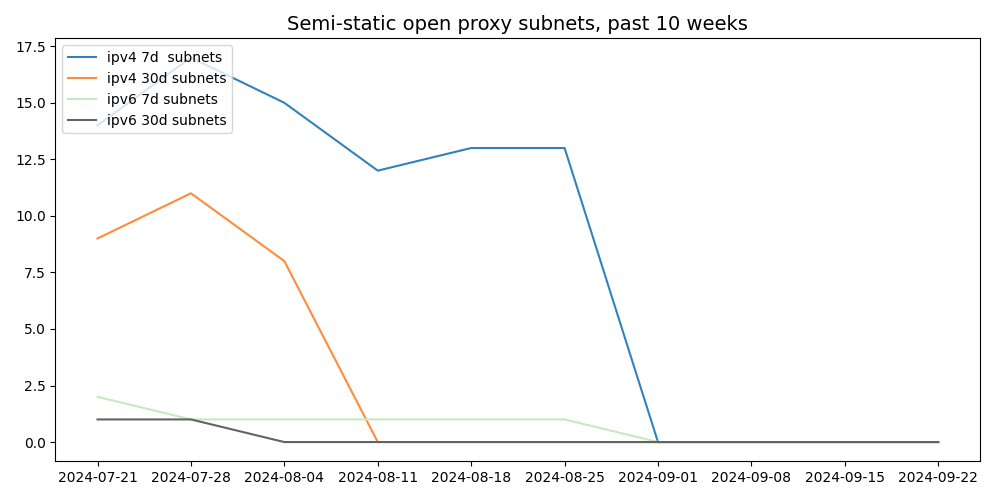 Semi-static open proxy subnets, past 10 weeks
17.5
15.0
12.5
10.0
7.5
5.0
2.5
0.0
ipv4 7d  subnets
ipv4 30d subnets
ipv6 7d subnets
ipv6 30d subnets
2024-07-21 2024-07-28 2024-08-04 2024-08-11 2024-08-18 2024-08-25 2024-09-01 2024-09-08 2024-09-15 2024-09-22